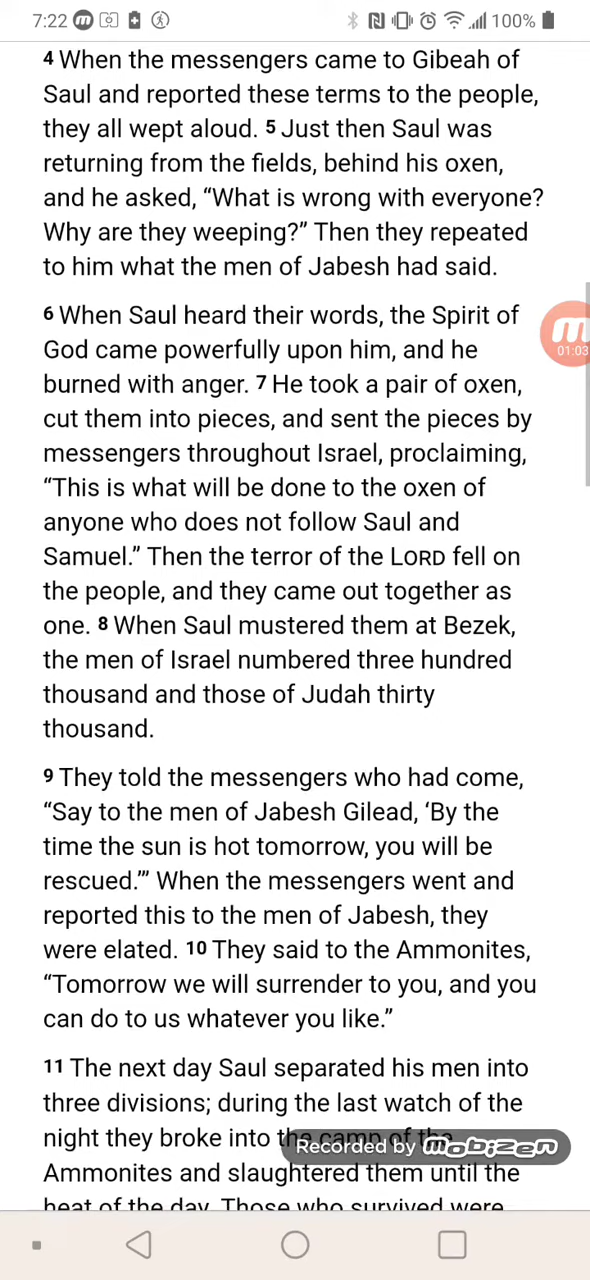 7:22 100%
4 When the messengers came to Gibeah of
Saul and reported these terms to the people,
they all wept aloud. 5 Just then Saul was
returning from the fields, behind his oxen,
and he asked, “What is wrong with everyone?
Why are they weeping?” Then they repeated
to him what the men of Jabesh had said.
6 When Saul heard their words, the Spirit of
God came powerfully upon him, and he
burned with anger. 7 He took a pair of oxen,
cut them into pieces, and sent the pieces by
messengers throughout Israel, proclaiming,
“This is what will be done to the oxen of
anyone who does not follow Saul and
Samuel.” Then the terror of the LORD fell on
the people, and they came out together as
one. 8 When Saul mustered them at Bezek,
the men of Israel numbered three hundred
thousand and those of Judah thirty
thousand.
01:03
9 They told the messengers who had come,
“Say to the men of Jabesh Gilead, ‘By the
time the sun is hot tomorrow, you will be
rescued.’” When the messengers went and
reported this to the men of Jabesh, they
were elated. 10 They said to the Ammonites,
“Tomorrow we will surrender to you, and you
can do to us whatever you like.”
11 The next day Saul separated his men into
three divisions; during the last watch of the
night they broke into the camp of the
Recorded by mobizen
Ammonites and slaughtered them until the
heat of the day. Those who survived were